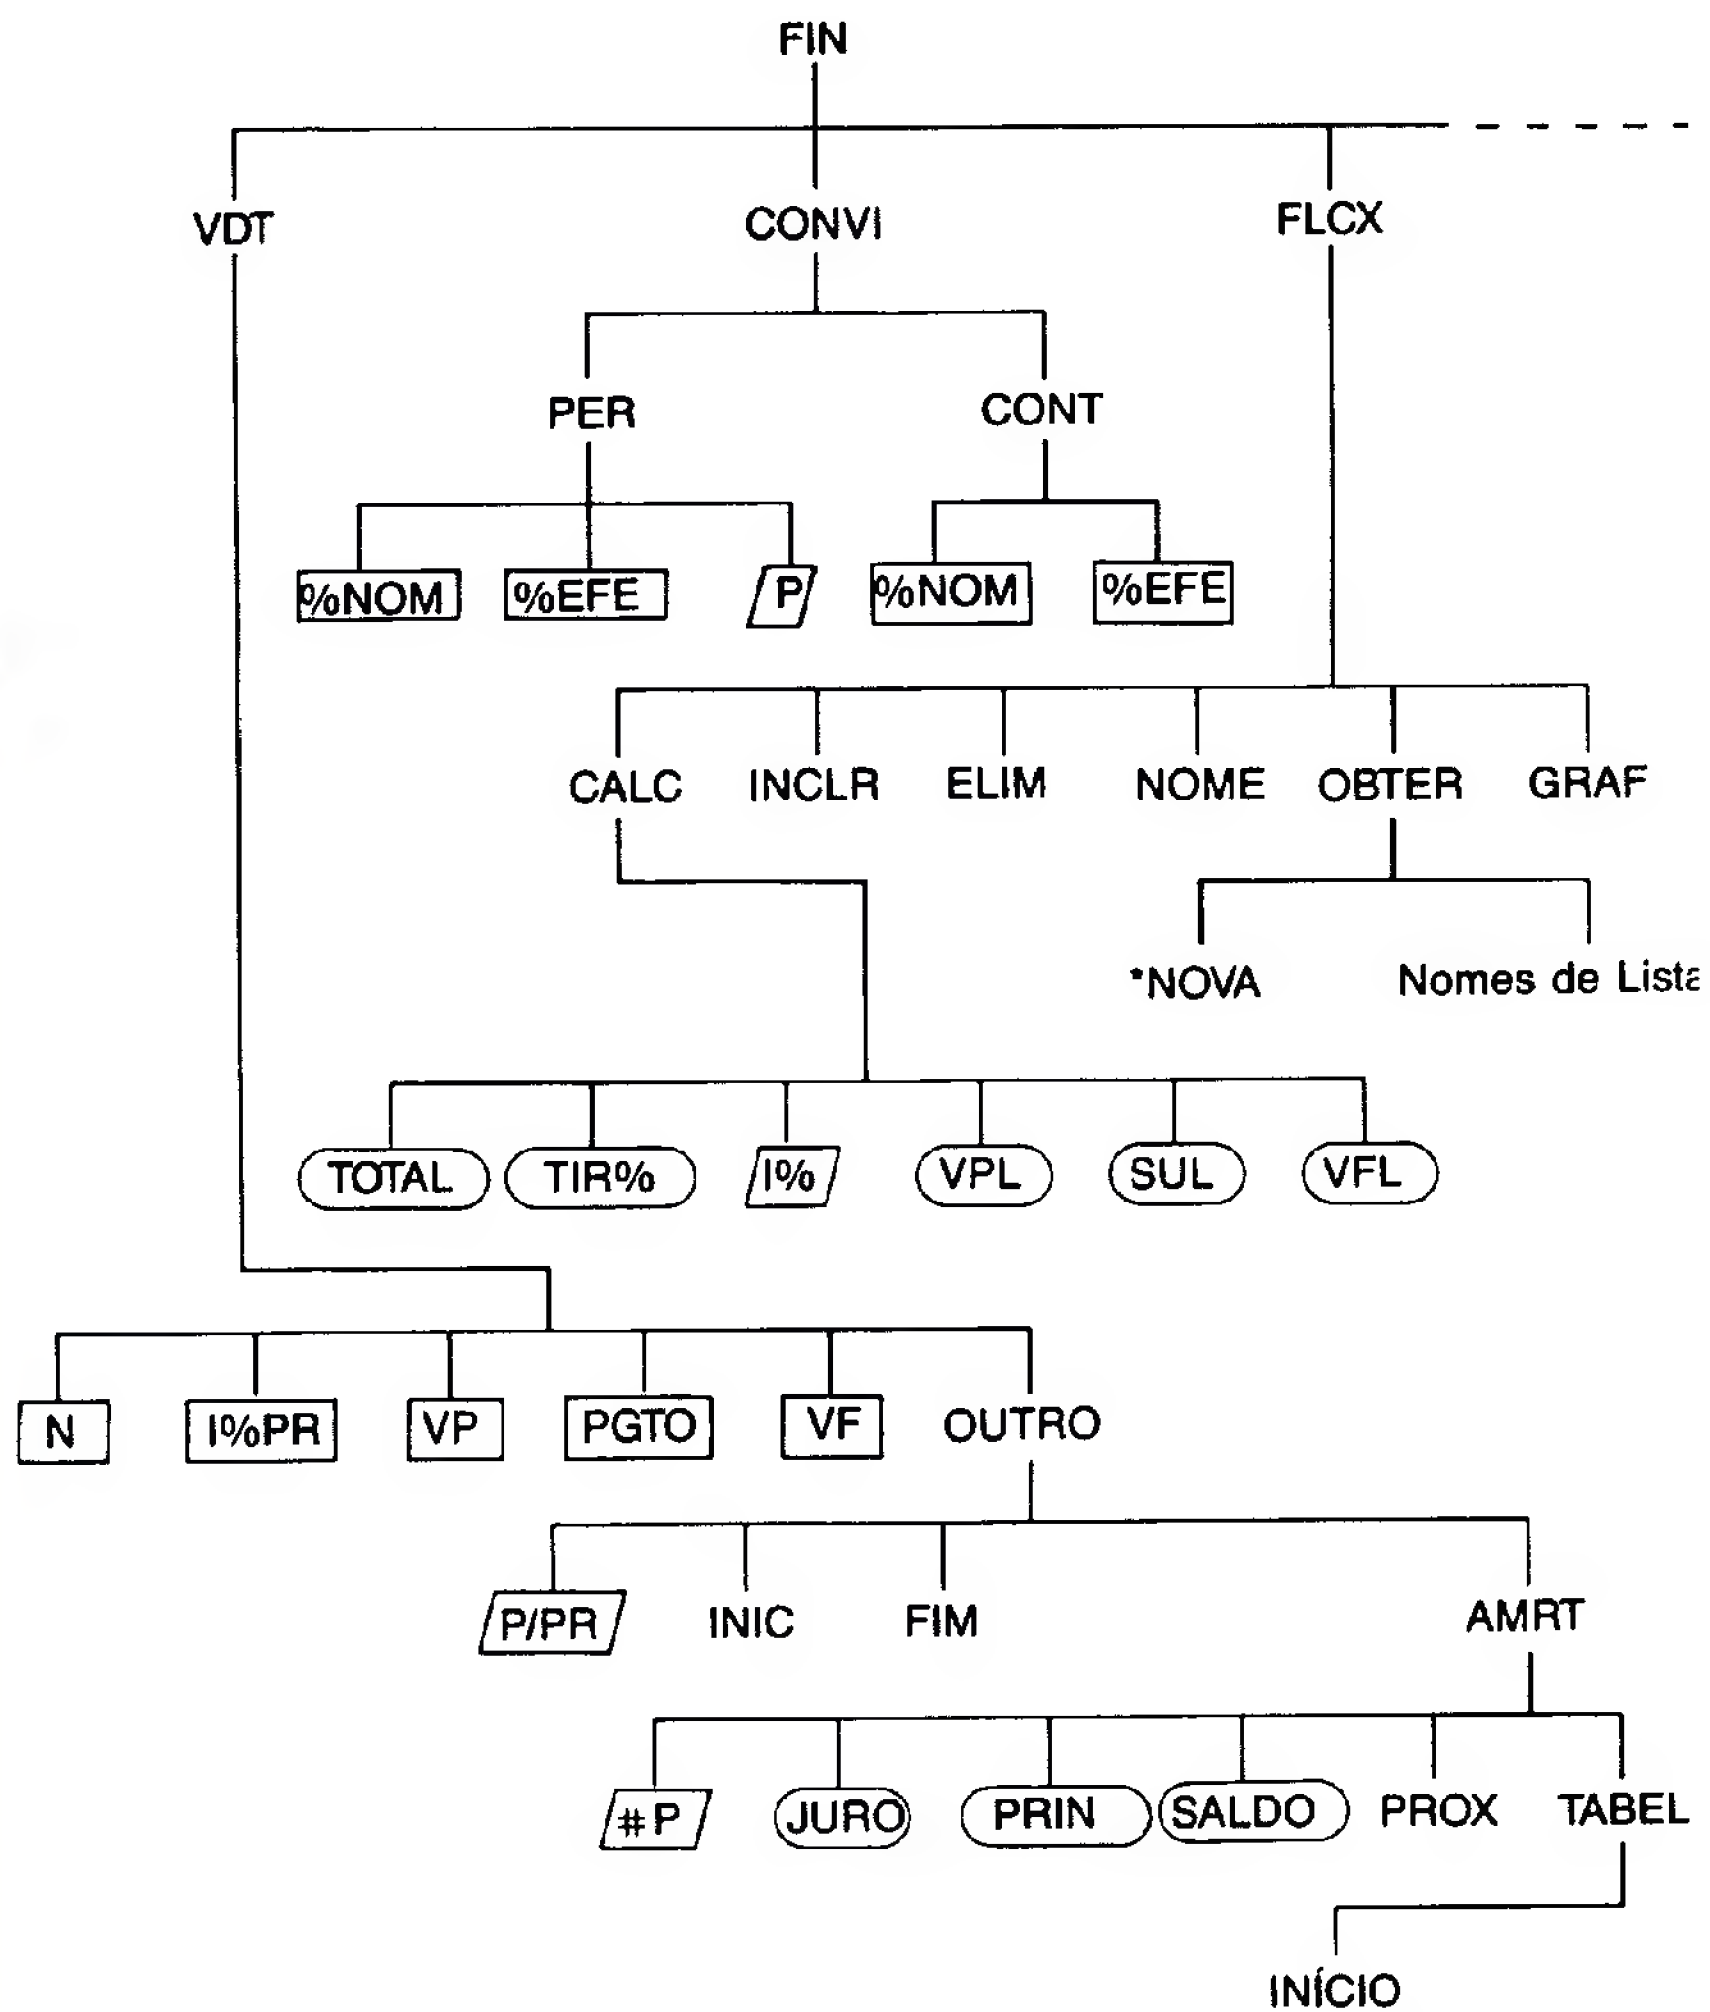 FIN
VDT CONVI FLCX
PER CONT
%NOM %EFE P %NOM %EFE
CALC INCLR ELIM NOME OBTER GRAF
*NOVA Nomes de Lista
TOTAL TIR% I% VPL SUL VFL
N I%PR VP PGTO VF OUTRO
P/PR INIC FIM AMRT
#P JURO PRIN SALDO PROX TABEL
INÍCIO